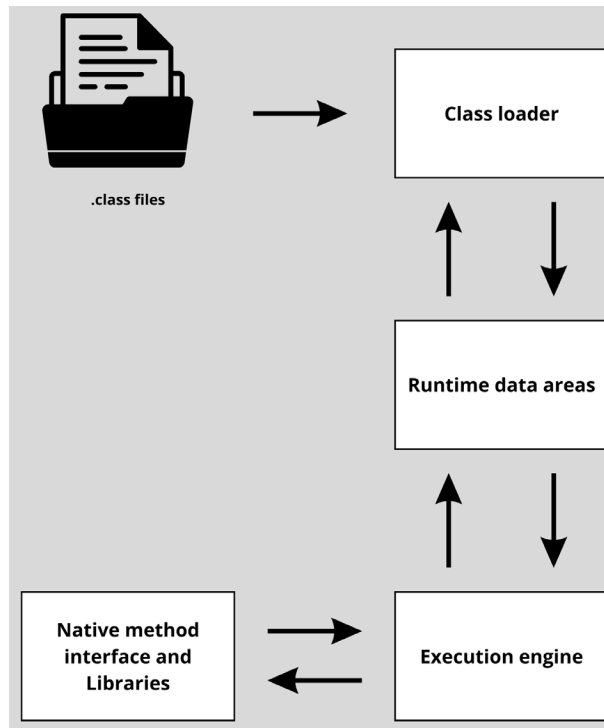 Class loader
.class files
Runtime data areas
Native method
interface and
Libraries
Execution engine